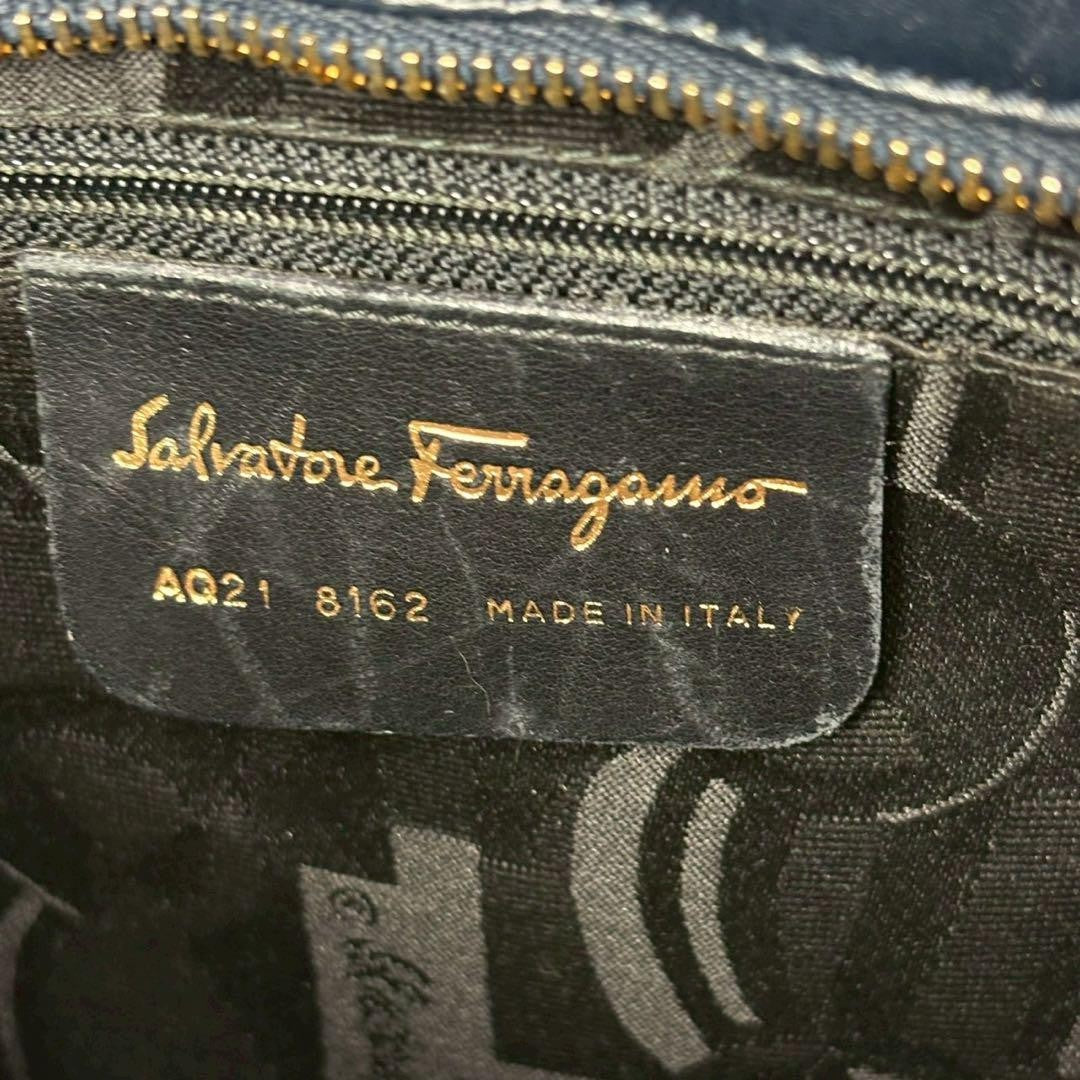 Salvatore Ferragamo
AQ21 8162 MADE IN ITALY
©